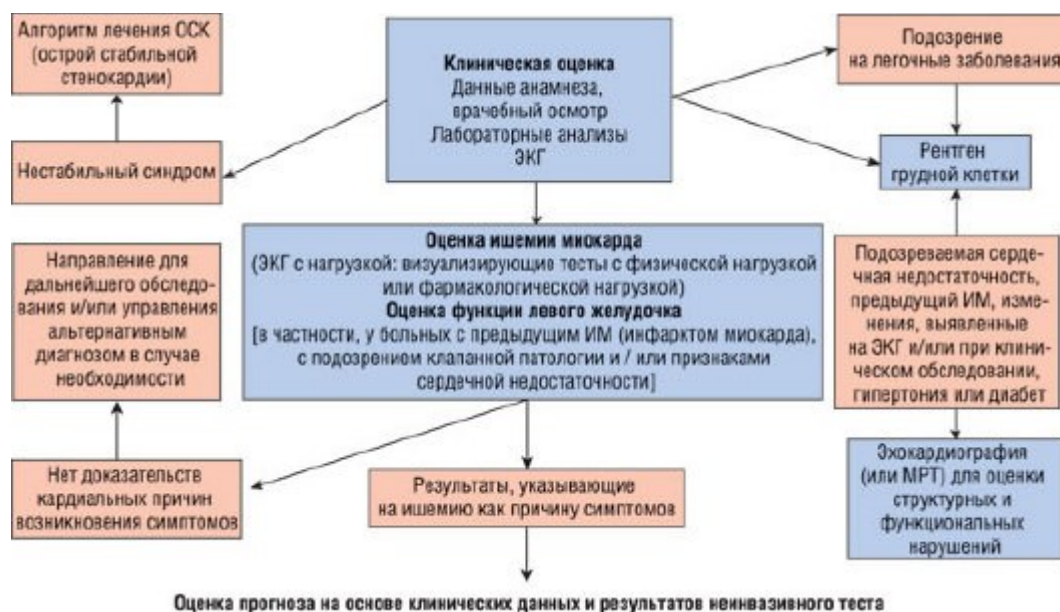 Алгоритм лечения ОСК
(острой стабильной
стенокардии)
Клиническая оценка
Данные анамнеза,
врачебный осмотр
Лабораторные анализы
ЭКГ
Подозрение
на легочные заболевания
Нестабильный синдром
Рентген
грудной клетки
Оценка ишемии миокарда
(ЭКГ с нагрузкой: визуализирующие тесты с физической нагрузкой
или фармакологической нагрузкой)
Оценка функции левого желудочка
[в частности, у больных с предыдущим ИМ (инфарктом миокарда),
с подозрением клапанной патологии и / или признаками
сердечной недостаточности]
Направление для
дальнейшего обследо-
вания и/или управления
альтернативным
диагнозом в случае
необходимости
Подозреваемая сердe-
чная недостаточность,
предыдущий ИМ, изме-
нения, выявленные
на ЭКГ и/или при клини-
ческом обследовании,
гипертония или диабет
Нет доказательств
кардиальных причин
возникновения симптомов
Результаты, указывающие
на ишемию как причину симптомов
Эхокардиография
(или МРТ) для оценки
структурных и
функциональных
нарушений
Оценка прогноза на основе клинических данных и результатов неинвазивного теста